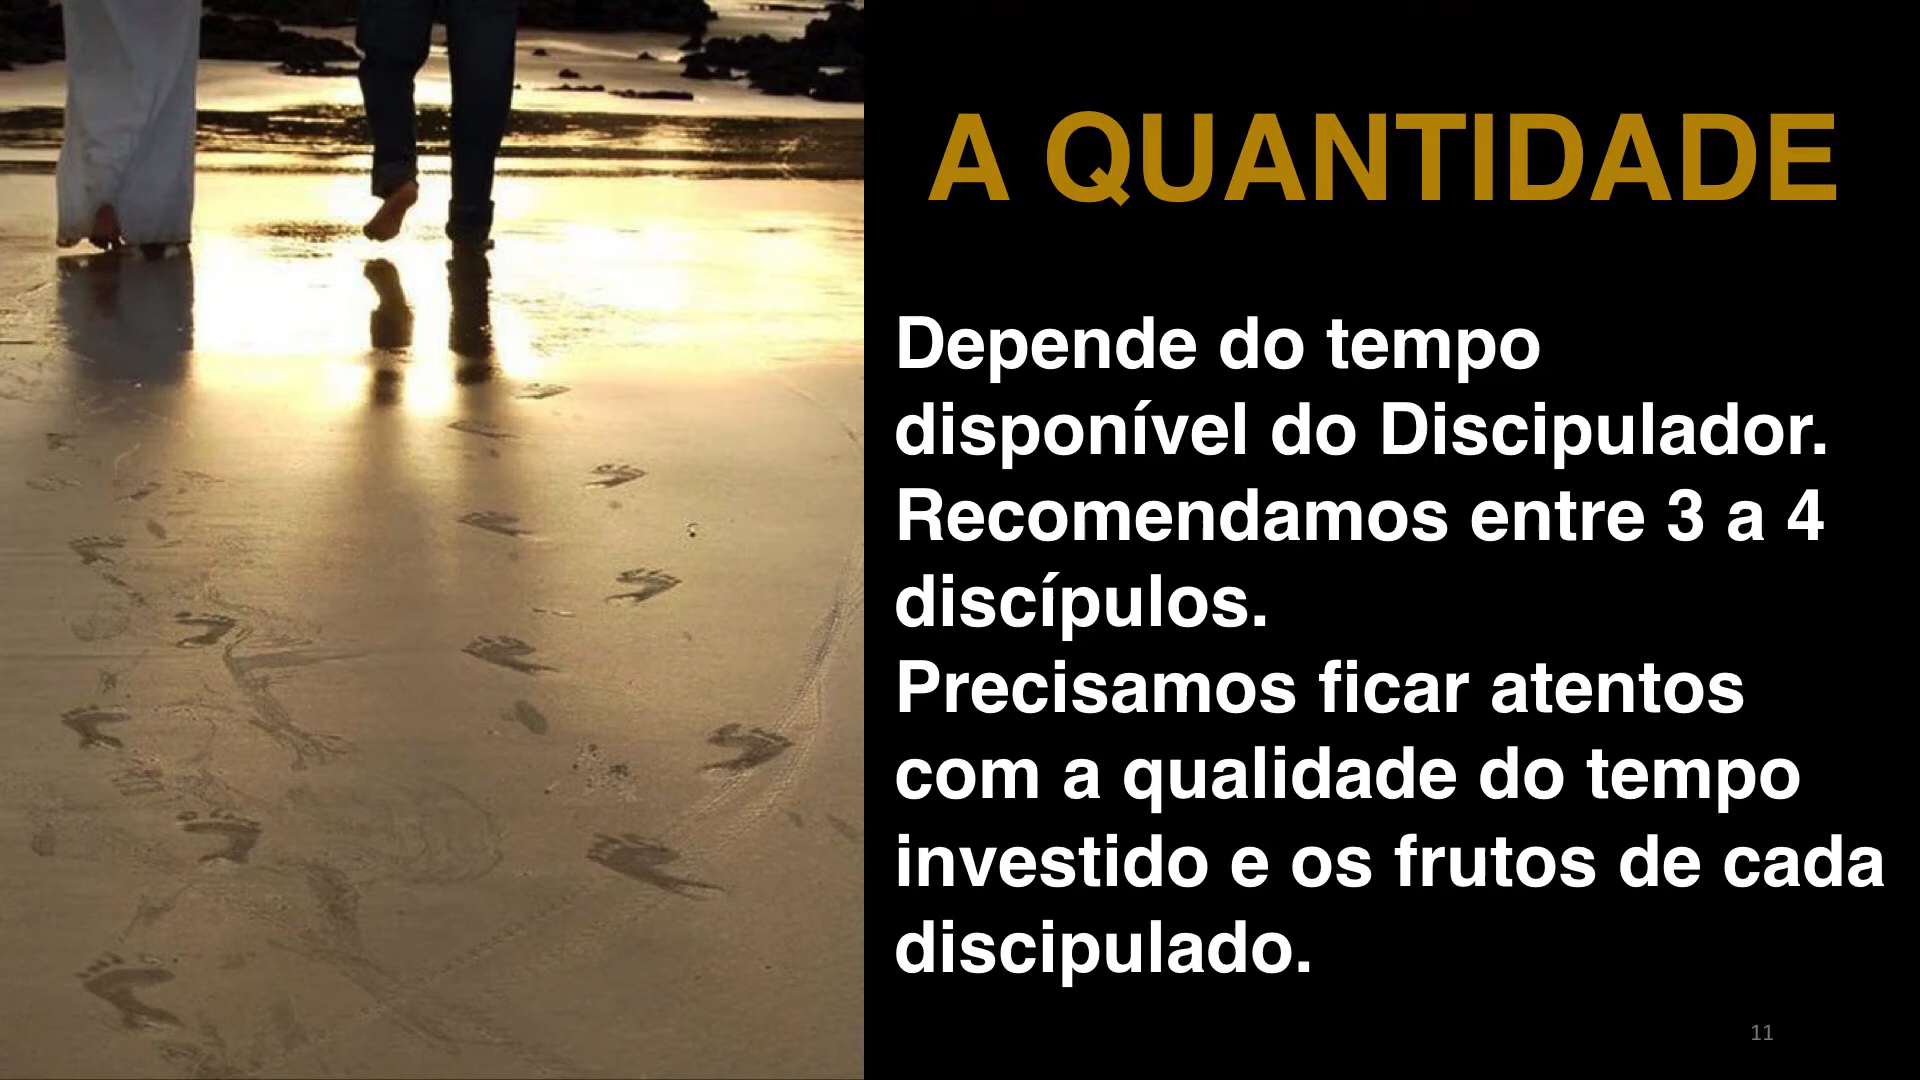 A QUANTIDADE
Depende do tempo
disponível do Discipulador.
Recomendamos entre 3 a 4
discípulos.
Precisamos ficar atentos
com a qualidade do tempo
investido e os frutos de cada
discipulado.
11